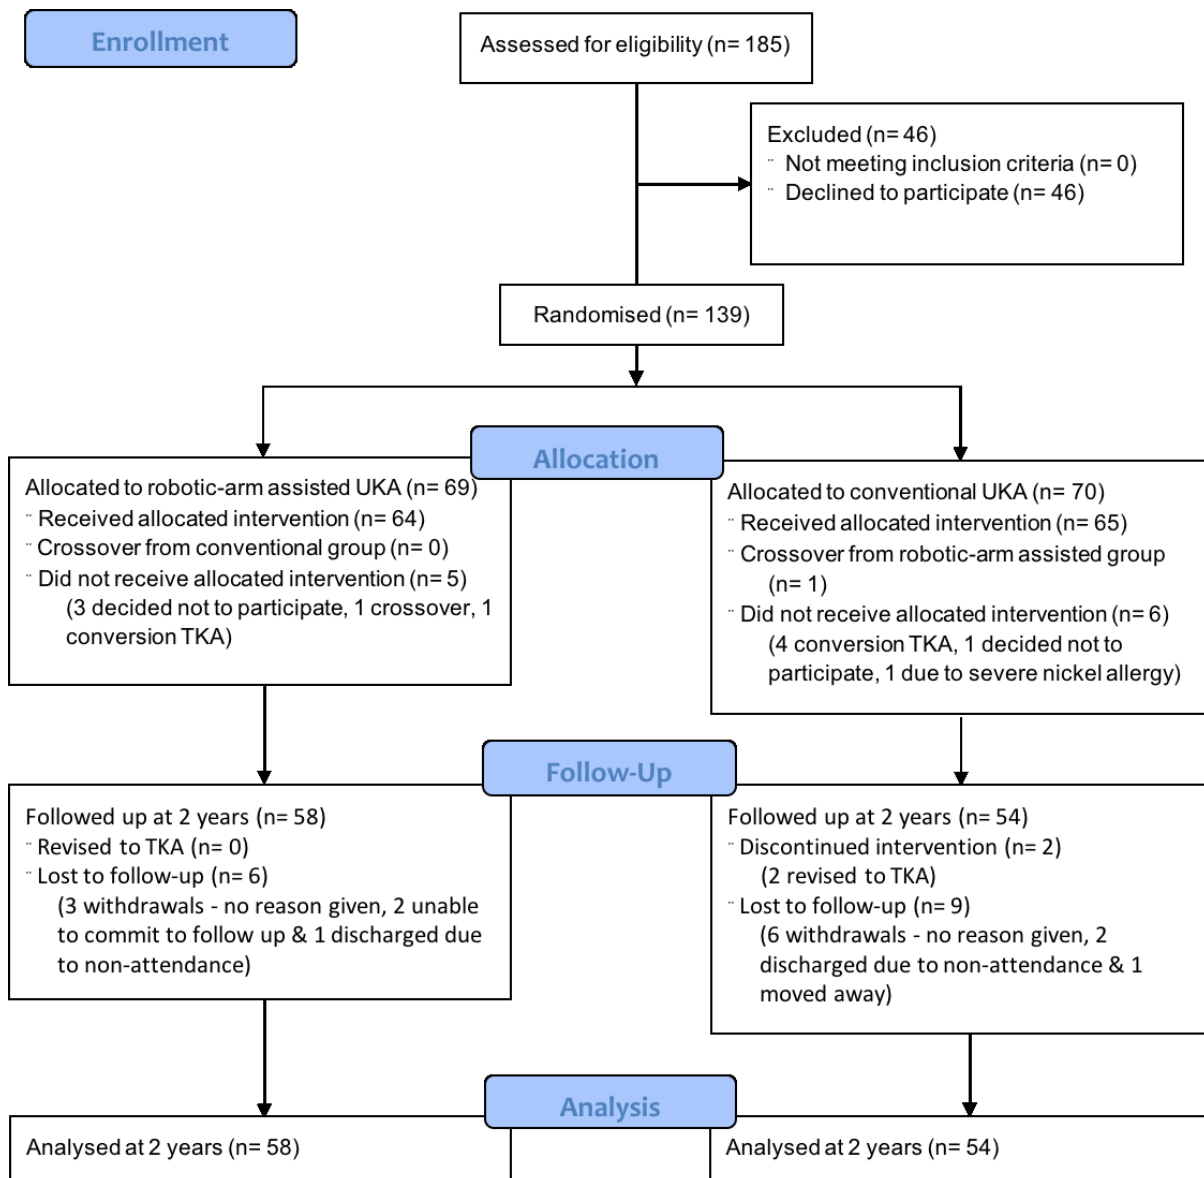 Enrollment
Assessed for eligibility (n= 185)
Excluded (n= 46)
¨ Not meeting inclusion criteria (n= 0)
¨ Declined to participate (n= 46)
Randomised (n= 139)
Allocation
Allocated to robotic-arm assisted UKA (n= 69)
¨ Received allocated intervention (n= 64)
¨ Crossover from conventional group (n= 0)
¨ Did not receive allocated intervention (n= 5)
(3 decided not to participate, 1 crossover, 1
conversion TKA)
Allocated to conventional UKA (n= 70)
¨ Received allocated intervention (n= 65)
¨ Crossover from robotic-arm assisted group
(n= 1)
¨ Did not receive allocated intervention (n= 6)
(4 conversion TKA, 1 decided not to
participate, 1 due to severe nickel allergy)
Follow-Up
Followed up at 2 years (n= 58)
¨ Revised to TKA (n= 0)
¨ Lost to follow-up (n= 6)
(3 withdrawals - no reason given, 2 unable
to commit to follow up & 1 discharged due
to non-attendance)
Followed up at 2 years (n= 54)
¨ Discontinued intervention (n= 2)
(2 revised to TKA)
¨ Lost to follow-up (n= 9)
(6 withdrawals - no reason given, 2
discharged due to non-attendance & 1
moved away)
Analysis
Analysed at 2 years (n= 58)
Analysed at 2 years (n= 54)